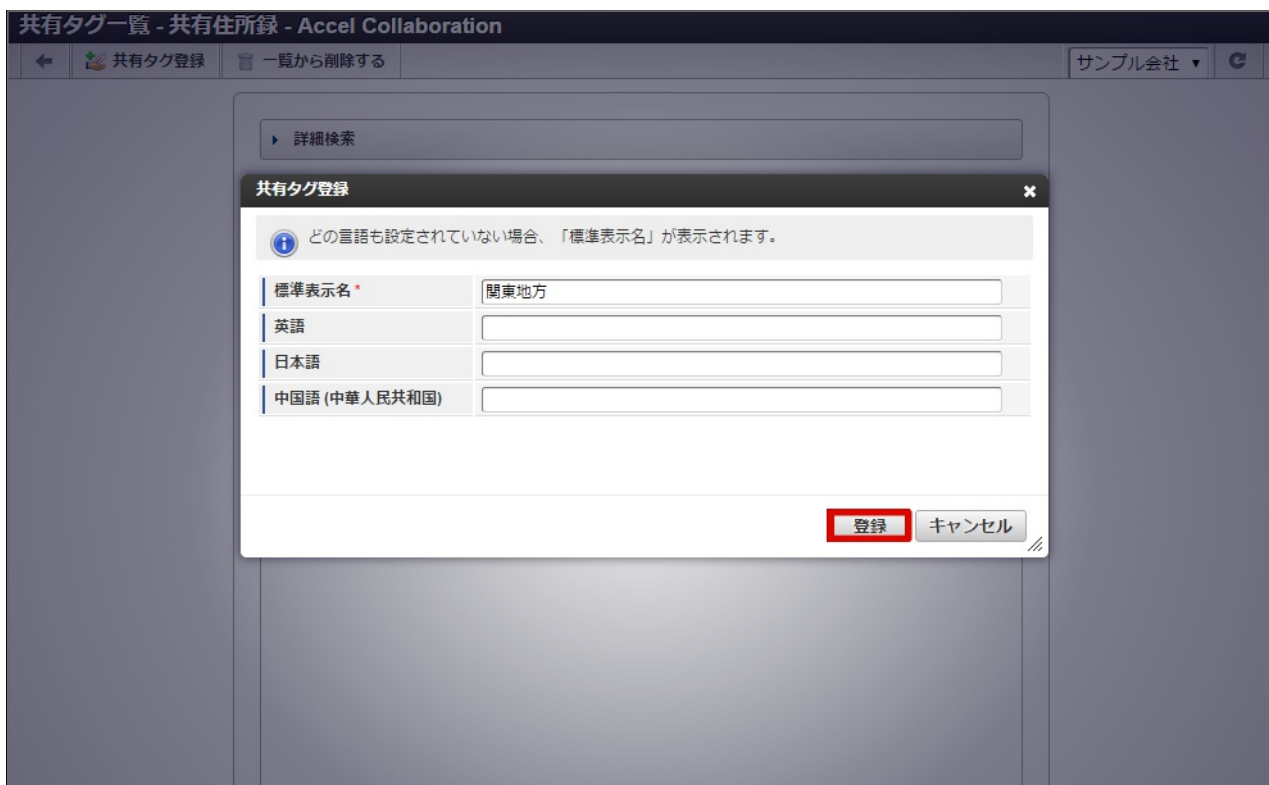 共有タグ一覧 - 共有住所録 - Accel Collaboration
共有タグ登録 一覧から削除する サンプル会社
詳細検索
共有タグ登録
どの言語も設定されていない場合、「標準表示名」が表示されます。
標準表示名* 関東地方
英語
日本語
中国語 (中華人民共和国)
登録 キャンセル